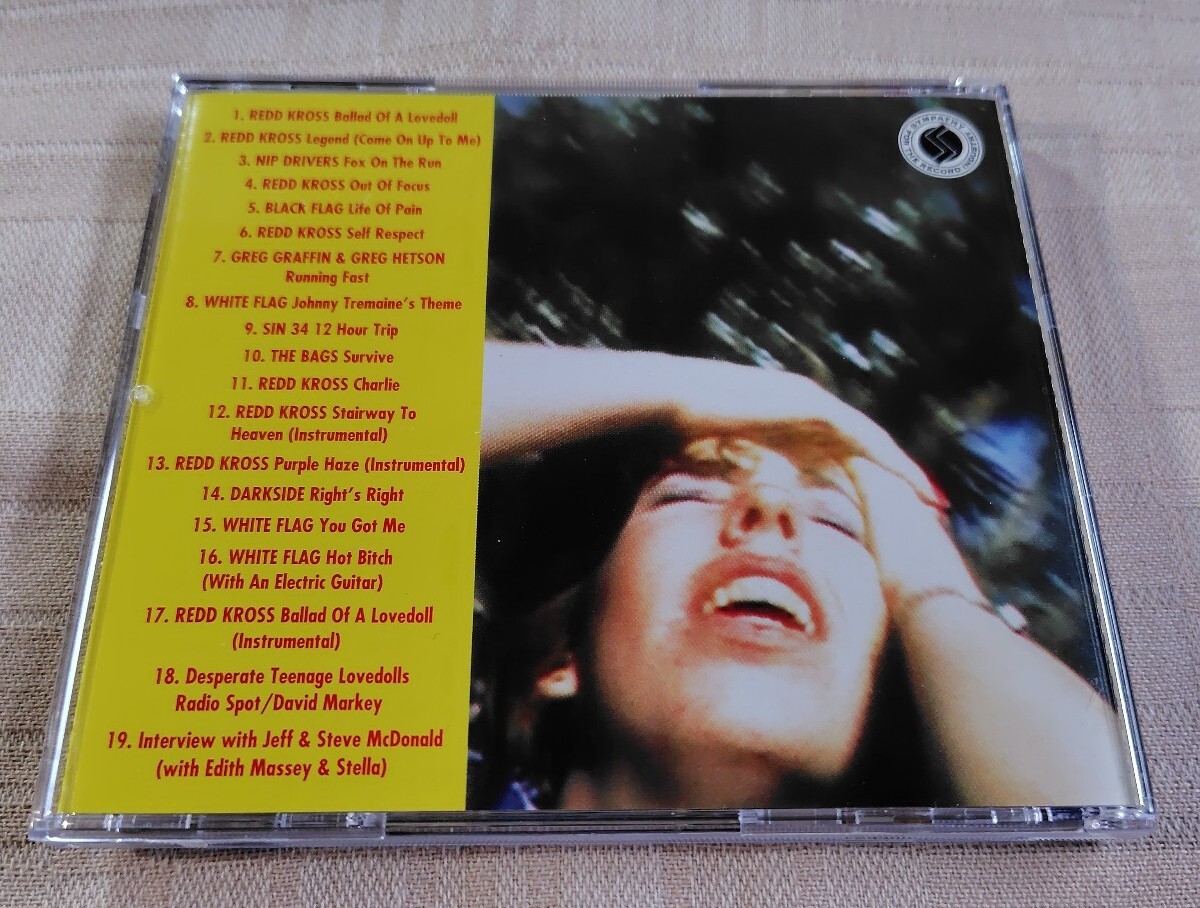 1. REDD KROSS Ballad Of A Lovedoll
2. REDD KROSS Legend (Come On Up To Me)
3. NIP DRIVERS Fox On The Run
4. REDD KROSS Out Of Focus
5. BLACK FLAG Life Of Pain
6. REDD KROSS Self Respect
7. GREG GRAFFIN & GREG HETSON
Running Fast
8. WHITE FLAG Johnny Tremaine's Theme
9. SIN 34 12 Hour Trip
10. THE BAGS Survive
11. REDD KROSS Charlie
12. REDD KROSS Stairway To
Heaven (Instrumental)
13. REDD KROSS Purple Haze (Instrumental)
14. DARKSIDE Right's Right
15. WHITE FLAG You Got Me
16. WHITE FLAG Hot Bitch
(With An Electric Guitar)
17. REDD KROSS Ballad Of A Lovedoll
(Instrumental)
18. Desperate Teenage Lovedolls
Radio Spot/David Markey
19. Interview with Jeff & Steve McDonald
(with Edith Massey & Stella)
SYMPATHY FOR THE RECORD INDUSTRY